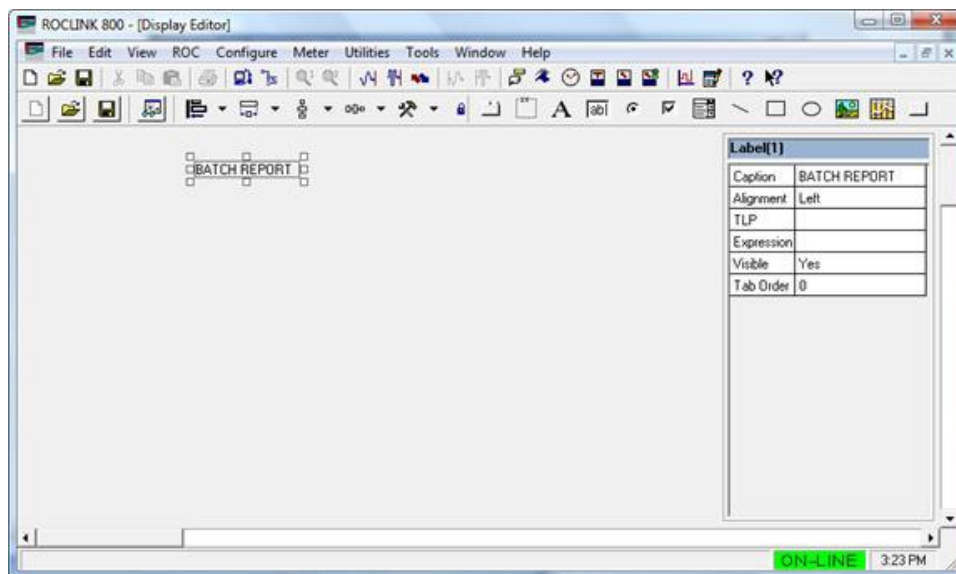 ROCLINK 800 - [Display Editor]
File Edit View ROC Configure Meter Utilities Tools Window Help
A ab
BATCH REPORT
Label(1)
Caption BATCH REPORT
Alignment Left
TLP
Expression
Visible Yes
Tab Order 0
ON-LINE 3:23 PM